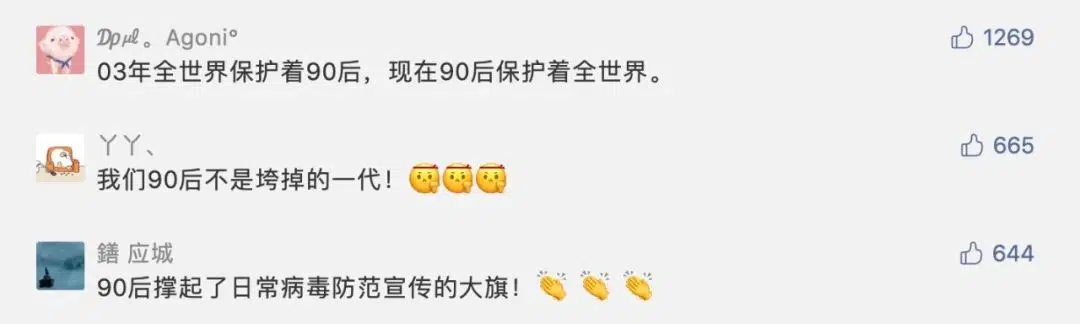 Dpμl。Agoni°
1269
03年全世界保护着90后，现在90后保护着全世界。
丫丫、
665
我们90后不是垮掉的一代！
鐥 应城
644
90后撑起了日常病毒防范宣传的大旗！